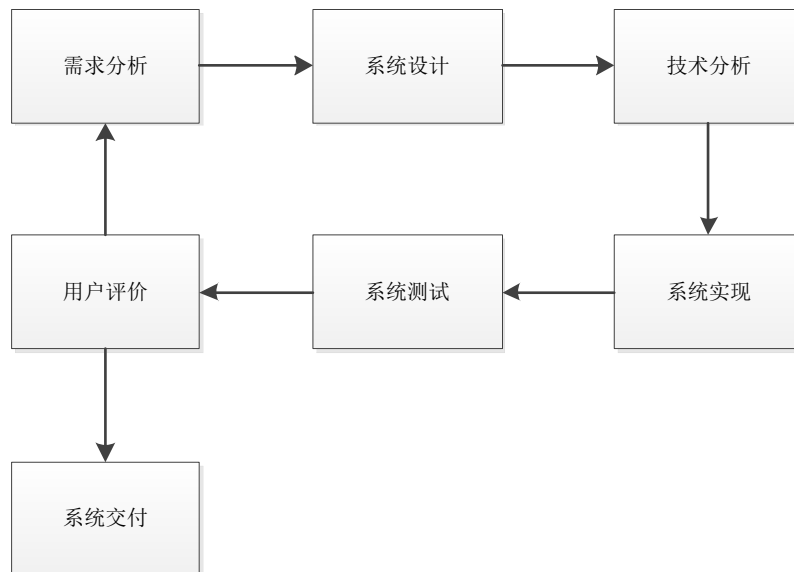 需求分析
系统设计
技术分析
用户评价
系统测试
系统实现
系统交付